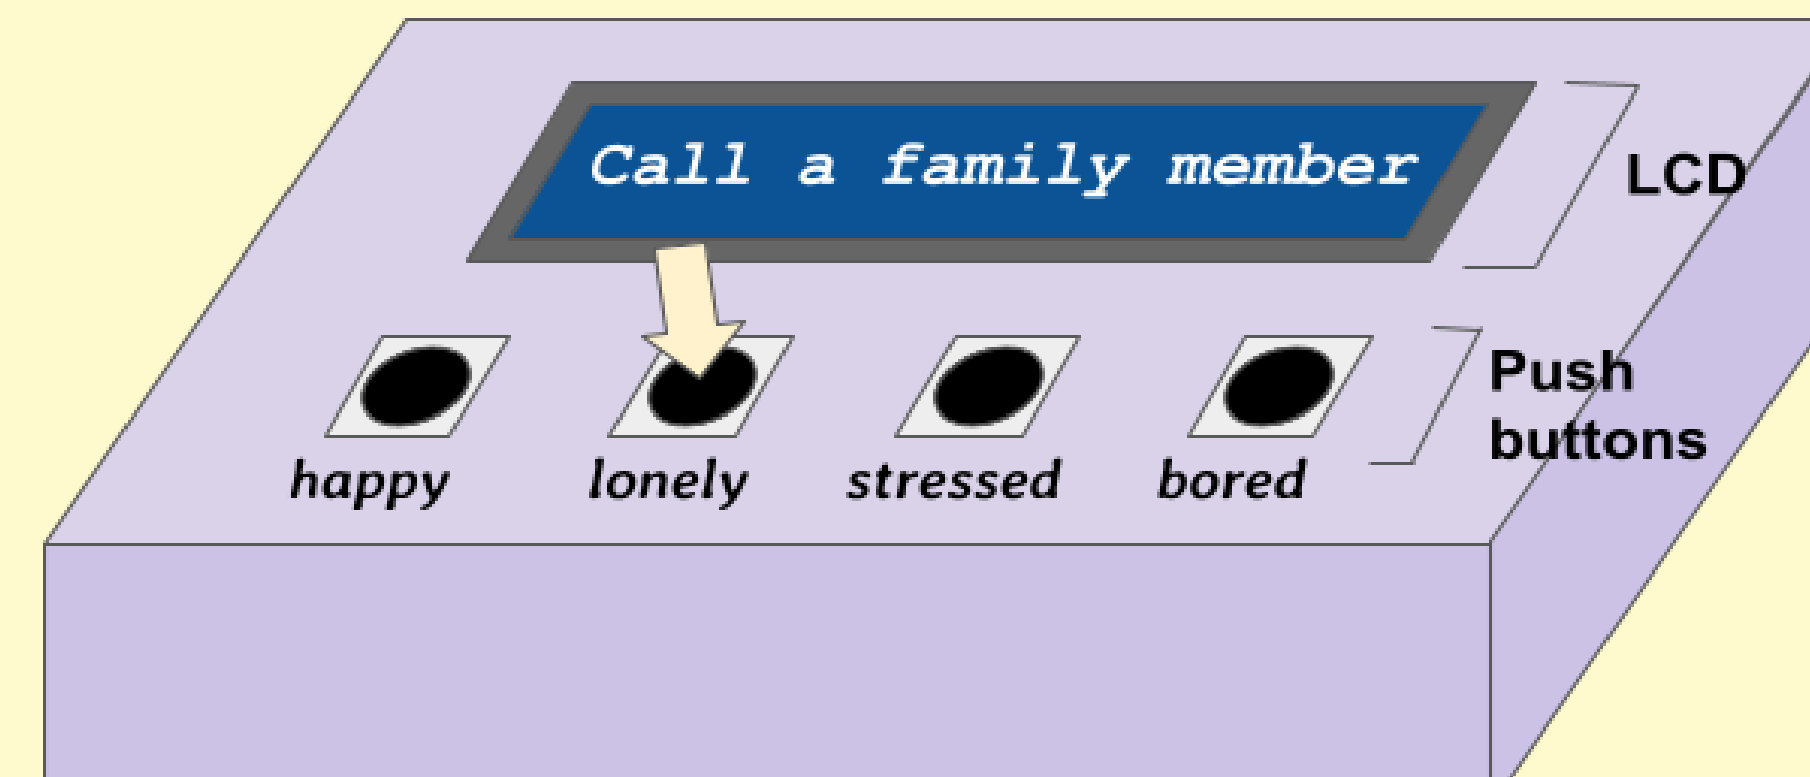 Call a family member
LCD
Push
buttons
happy lonely stressed bored